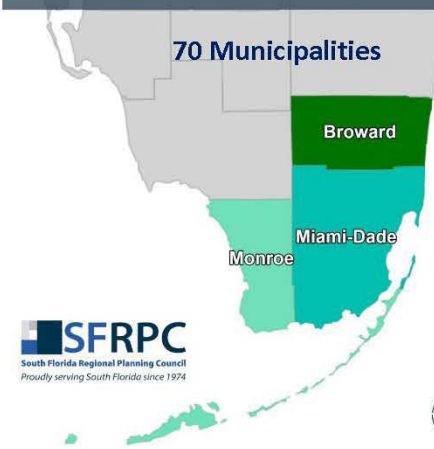 70 Municipalities
Broward
Miami-Dade
Monroe
SFRPC
South Florida Regional Planning Council
Proudly serving South Florida since 1974